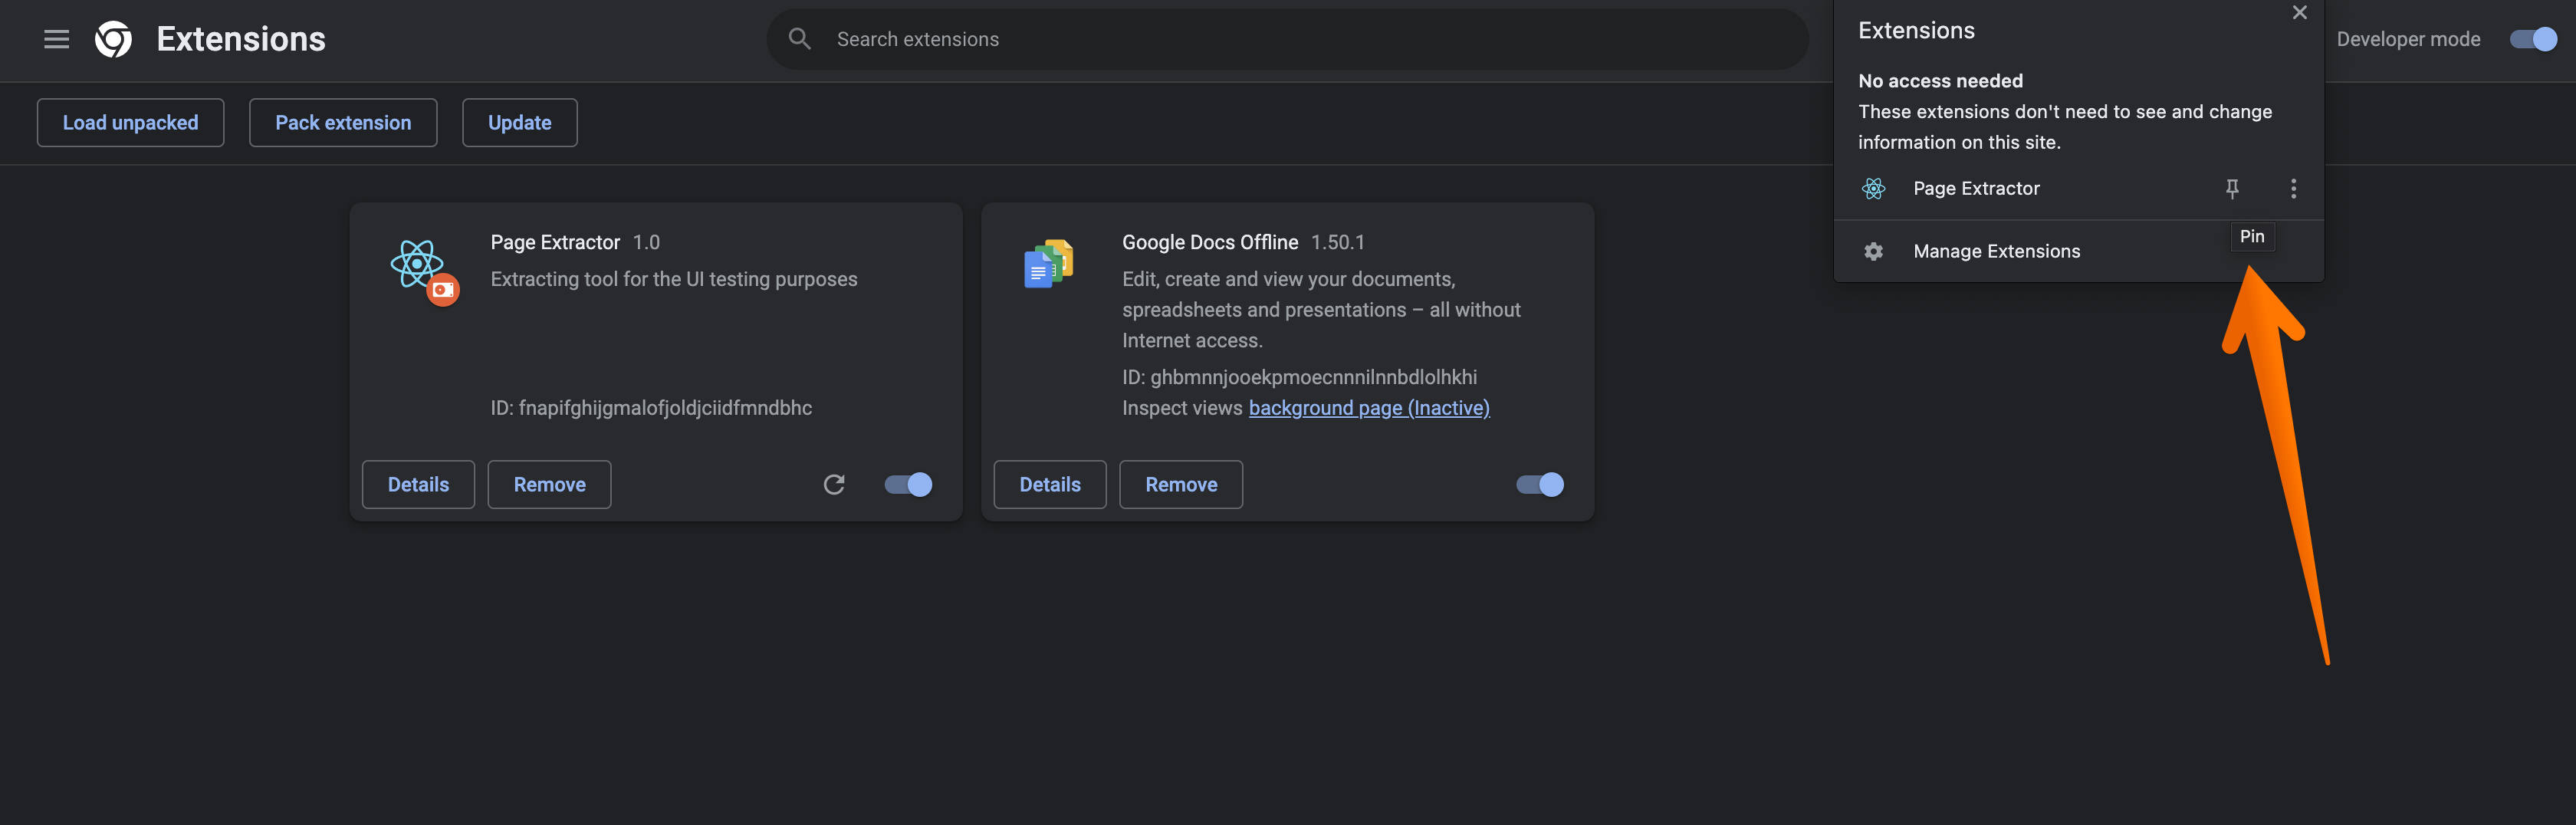 Extensions
Search extensions
Developer mode
Load unpacked
Pack extension
Update
Page Extractor 1.0
Extracting tool for the UI testing purposes
ID: fnapifghijgmalofjoldjciidfmndbhc
Details
Remove
Google Docs Offline 1.50.1
Edit, create and view your documents,
spreadsheets and presentations – all without
Internet access.
ID: ghbmnnjooekpmoecnnnilnnbdlolhkhi
Inspect views background page (Inactive)
Details
Remove
Extensions
No access needed
These extensions don't need to see and change
information on this site.
Page Extractor
Pin
Manage Extensions